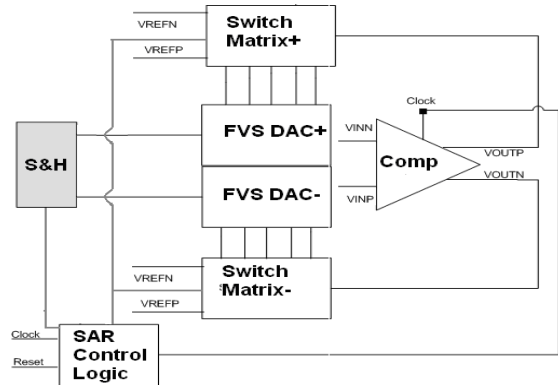 VREFN
Switch
Matrix+
VREFP
Clock
FVS DAC+
VINN
VOUTP
S&H
Comp
VOUTN
FVS DAC-
VINP
VREFN
Switch
Matrix-
VREFP
Clock
SAR
Control
Logic
Reset